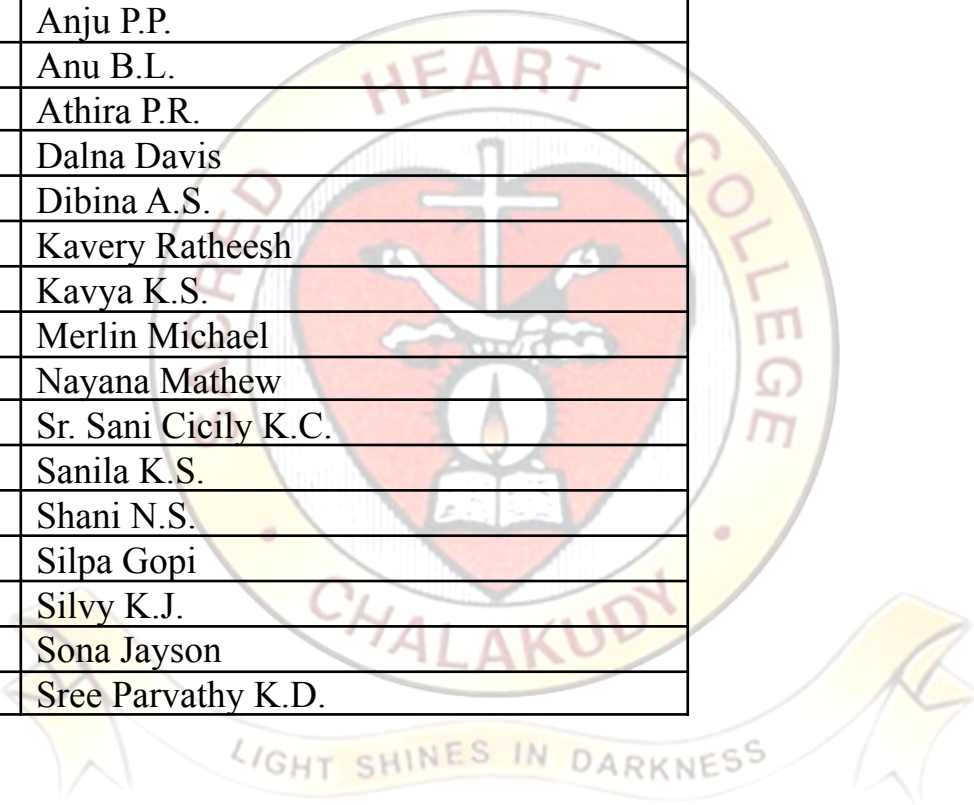 Anju P.P.
Anu B.L.
Athira P.R.
Dalna Davis
Dibina A.S.
Kavery Ratheesh
Kavya K.S.
Merlin Michael
Nayana Mathew
Sr. Sani Cicily K.C.
Sanila K.S.
Shani N.S.
Silpa Gopi
Silvy K.J.
Sona Jayson
Sree Parvathy K.D.
SACRED HEART COLLEGE
CHALAKUDY
LIGHT SHINES IN DARKNESS